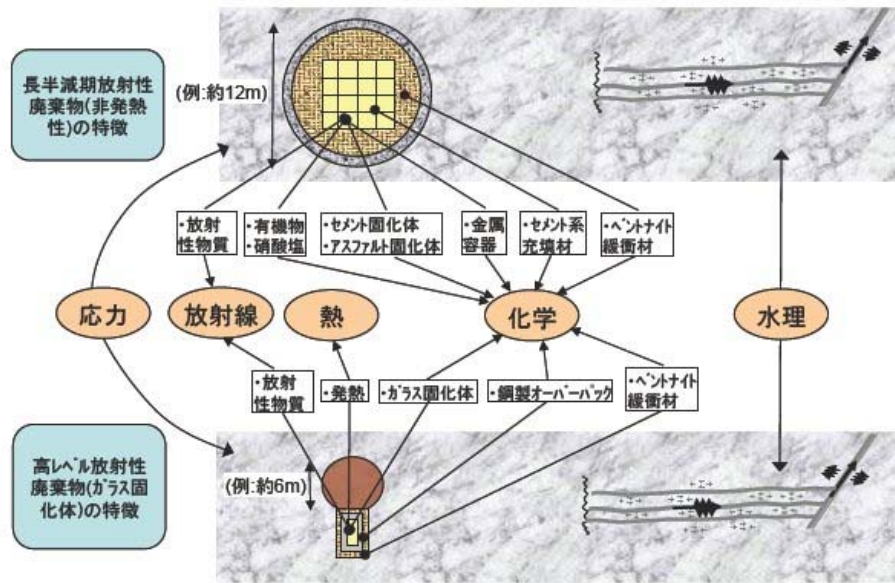 長半減期放射性
廃棄物(非発熱
性)の特徴
(例:約12m)
・放射
性物質
・有機物
・硝酸塩
・セメント固化体
・アスファルト固化体
・金属
容器
・セメント系
充填材
・ベントナイト
緩衝材
応力
放射線
熱
化学
水理
・放射
性物質
・発熱
・ガラス固化体
・鋼製オーバーパック
・ベントナイト
緩衝材
高レベル放射性
廃棄物(ガラス固
化体)の特徴
(例:約6m)